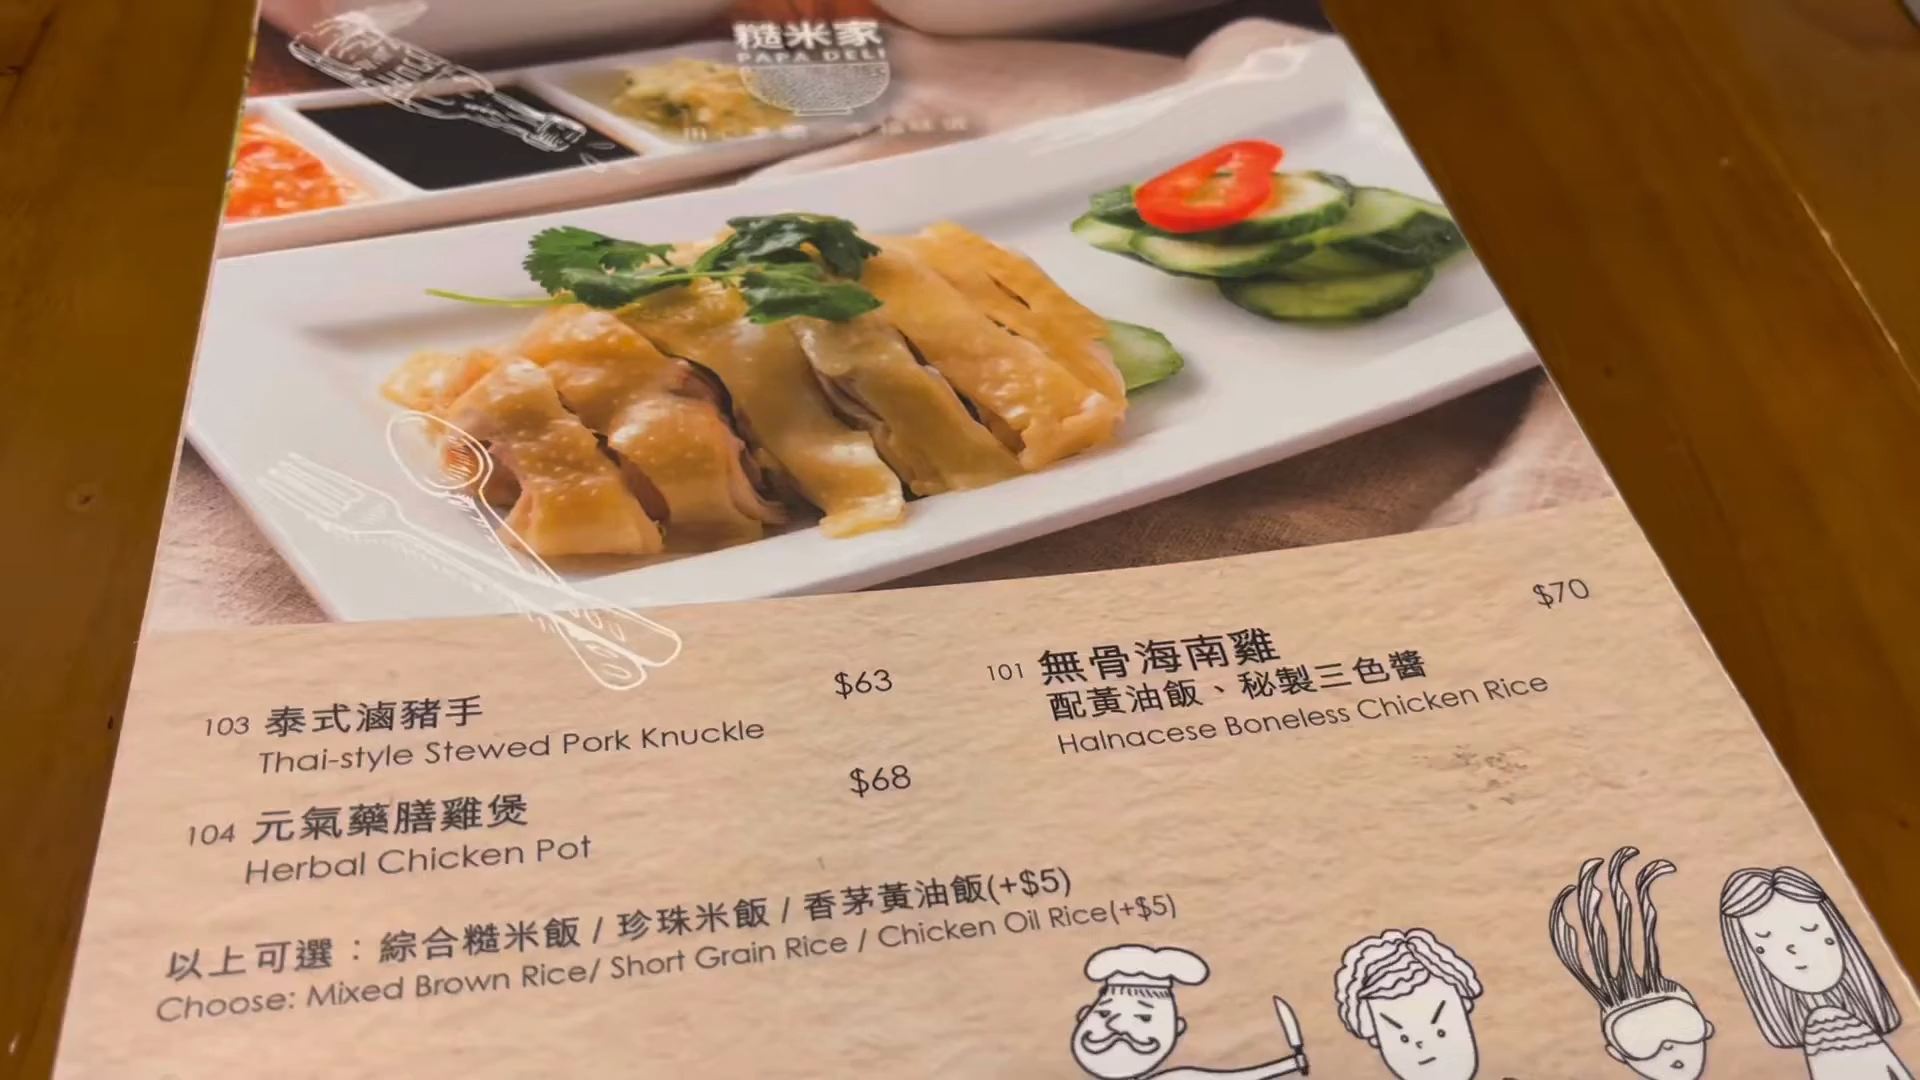 糙米家
PAPA DELI
103 泰式滷豬手 $63
Thai-style Stewed Pork Knuckle
104 元氣藥膳雞煲 $68
Herbal Chicken Pot
以上可選：綜合糙米飯 / 珍珠米飯 / 香茅黃油飯(+$5)
Choose: Mixed Brown Rice/ Short Grain Rice / Chicken Oil Rice(+$5)
$70
101 無骨海南雞
配黃油飯、秘製三色醬
Halnacese Boneless Chicken Rice